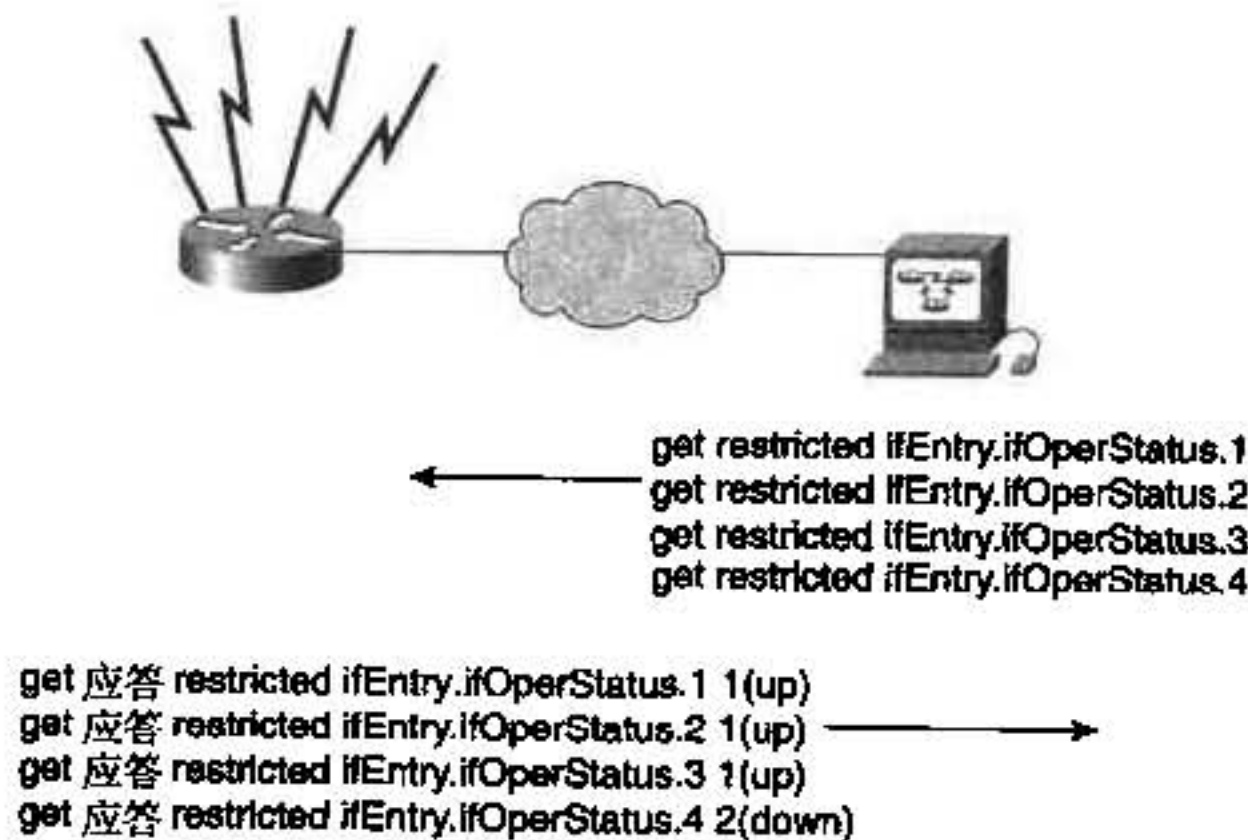 get restricted ifEntry.ifOperStatus.1
get restricted ifEntry.ifOperStatus.2
get restricted ifEntry.ifOperStatus.3
get restricted ifEntry.ifOperStatus.4
get 应答 restricted ifEntry.ifOperStatus.1 1(up)
get 应答 restricted ifEntry.ifOperStatus.2 1(up)
get 应答 restricted ifEntry.ifOperStatus.3 1(up)
get 应答 restricted ifEntry.ifOperStatus.4 2(down)